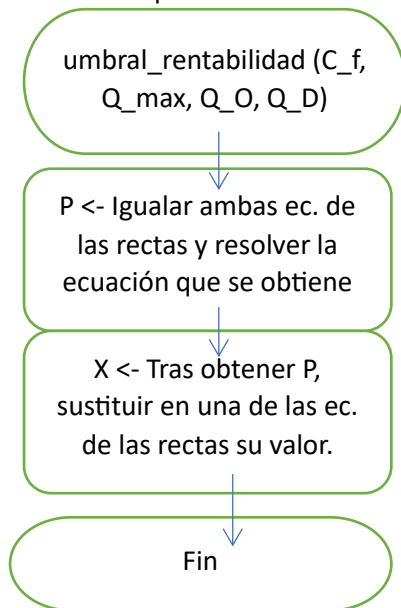 umbral_rentabilidad (C_f,
Q_max, Q_O, Q_D)
P <- Igualar ambas ec. de
las rectas y resolver la
ecuación que se obtiene
X <- Tras obtener P,
sustituir en una de las ec.
de las rectas su valor.
Fin